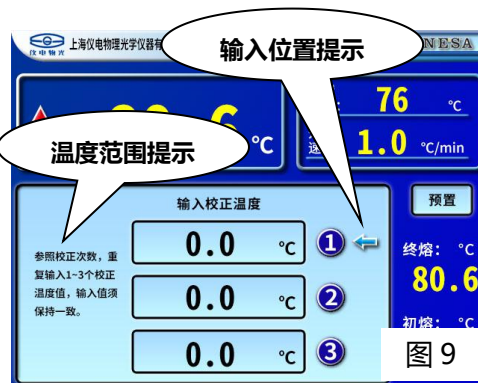 仪电物光
上海仪电物理光学仪器有
输入位置提示
NESA
76 °C
温度范围提示
°C
速 1.0 °C/min
输入校正温度
预置
0.0 °C 1
参照校正次数，重
复输入1~3个校正
温度值，输入值须
保持一致。
终熔： °C
80.6
0.0 °C 2
初熔： °C
0.0 °C 3
图 9